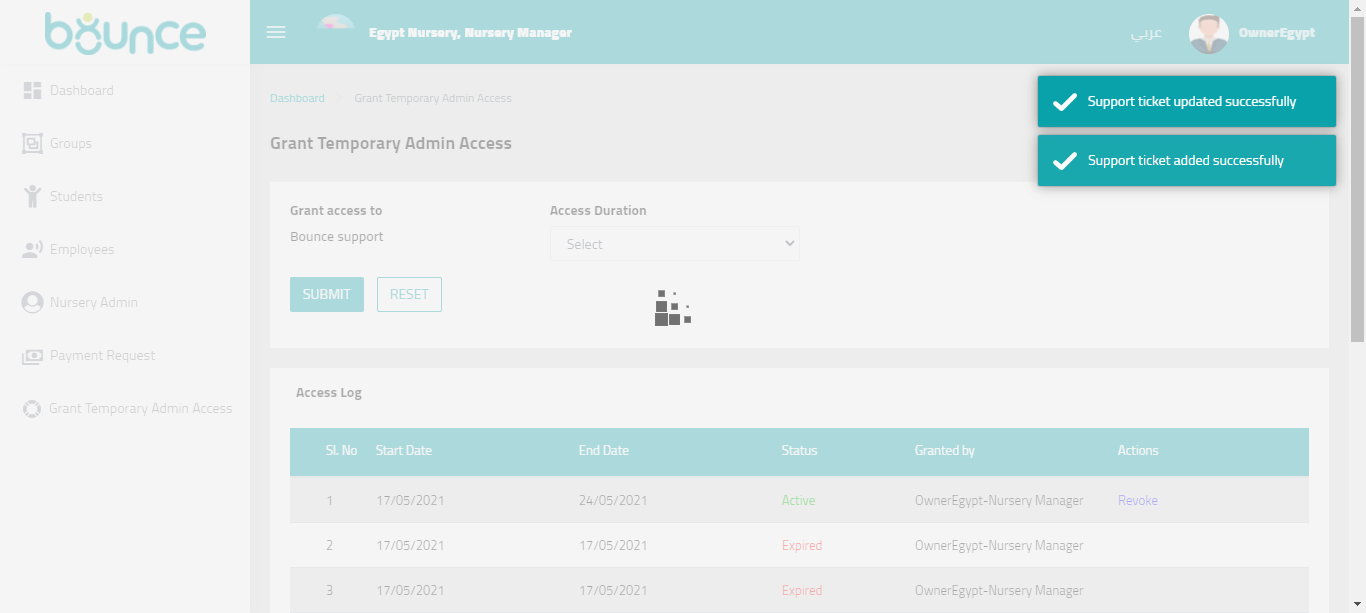 bounce
Egypt Nursery, Nursery Manager
عربي
OwnerEgypt
Dashboard
Groups
Students
Employees
Nursery Admin
Payment Request
Grant Temporary Admin Access
Dashboard
Grant Temporary Admin Access
Support ticket updated successfully
Support ticket added successfully
Grant Temporary Admin Access
Grant access to
Access Duration
Bounce support
Select
SUBMIT
RESET
Access Log
Sl. No Start Date End Date Status Granted by Actions
1 17/05/2021 24/05/2021 Active OwnerEgypt-Nursery Manager Revoke
2 17/05/2021 17/05/2021 Expired OwnerEgypt-Nursery Manager
3 17/05/2021 17/05/2021 Expired OwnerEgypt-Nursery Manager